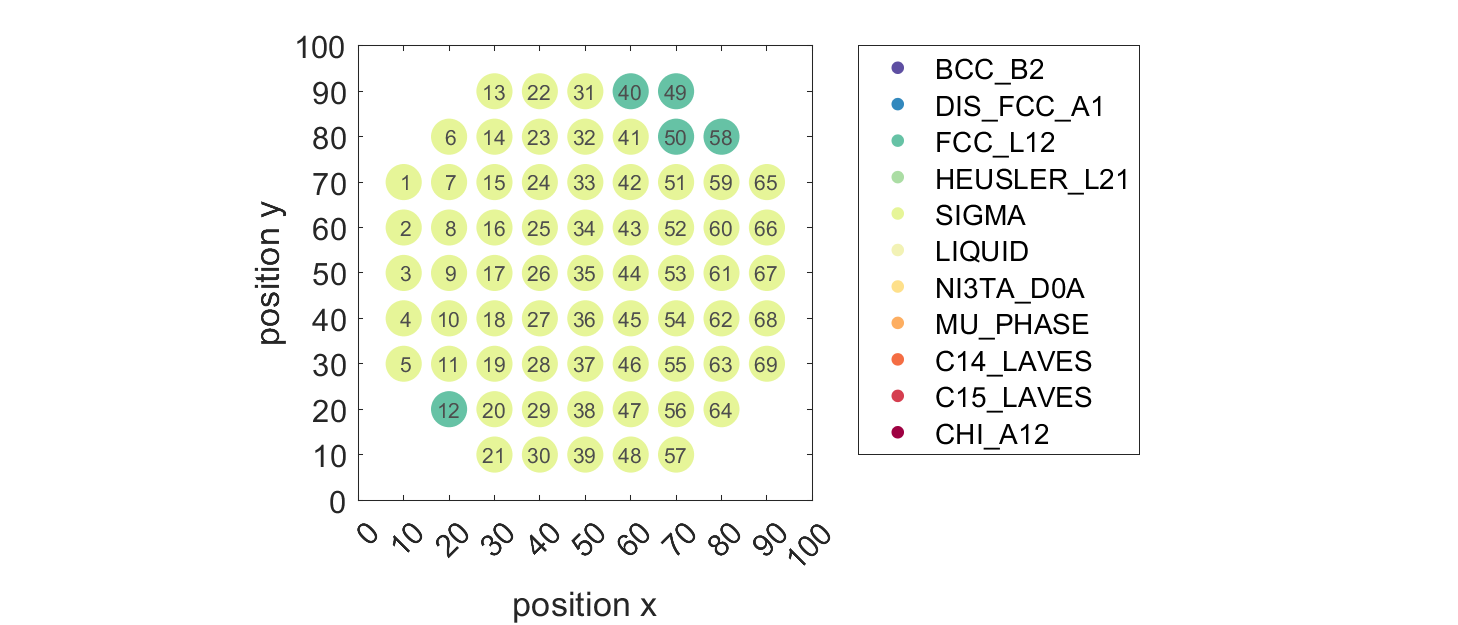 100
90
80
70
60
50
40
30
20
10
0
position y
13 22 31 40 49
6 14 23 32 41 50 58
1 7 15 24 33 42 51 59 65
2 8 16 25 34 43 52 60 66
3 9 17 26 35 44 53 61 67
4 10 18 27 36 45 54 62 68
5 11 19 28 37 46 55 63 69
12 20 29 38 47 56 64
21 30 39 48 57
0 10 20 30 40 50 60 70 80 90 100
position x
BCC_B2
DIS_FCC_A1
FCC_L12
HEUSLER_L21
SIGMA
LIQUID
NI3TA_D0A
MU_PHASE
C14_LAVES
C15_LAVES
CHI_A12